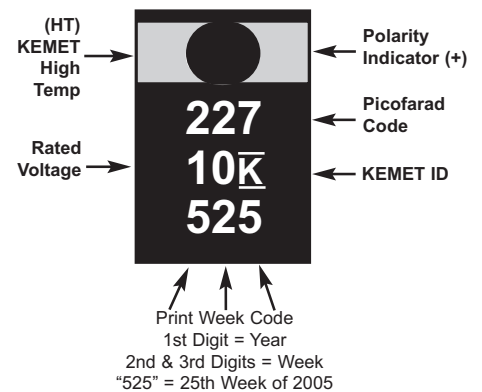 (HT)
KEMET
High
Temp
Polarity
Indicator (+)
227
Picofarad
Code
Rated
Voltage
10K
KEMET ID
525
Print Week Code
1st Digit = Year
2nd & 3rd Digits = Week
“525” = 25th Week of 2005